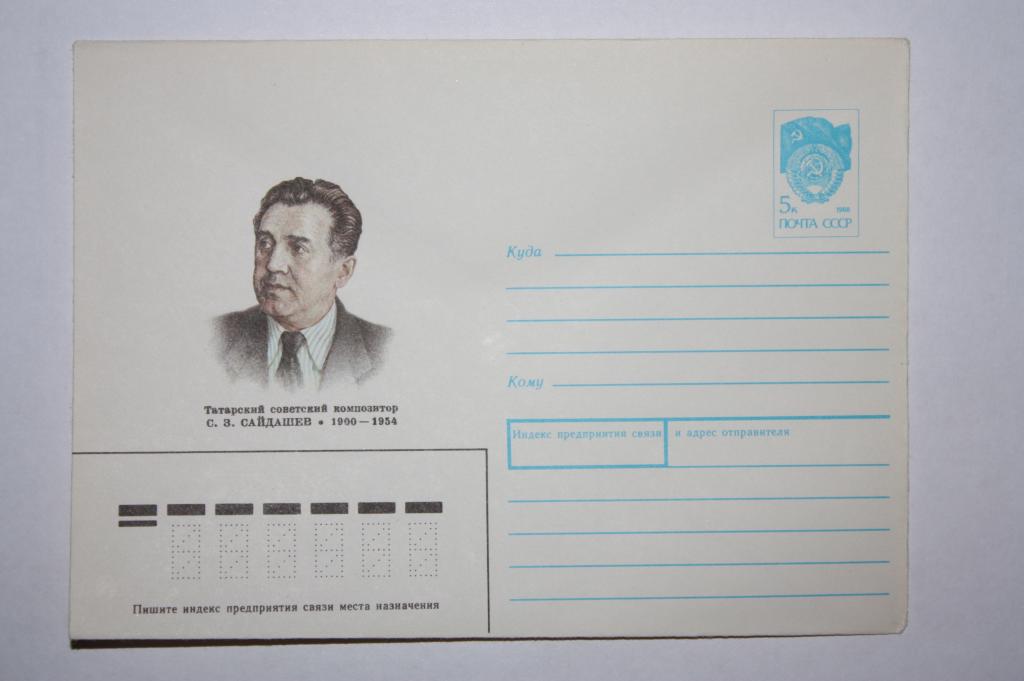 5к 1988
ПОЧТА СССР
Татарский советский композитор
С. З. САЙДАШЕВ • 1900—1954
Куда
Кому
Индекс предприятия связи и адрес отправителя
Пишите индекс предприятия связи места назначения